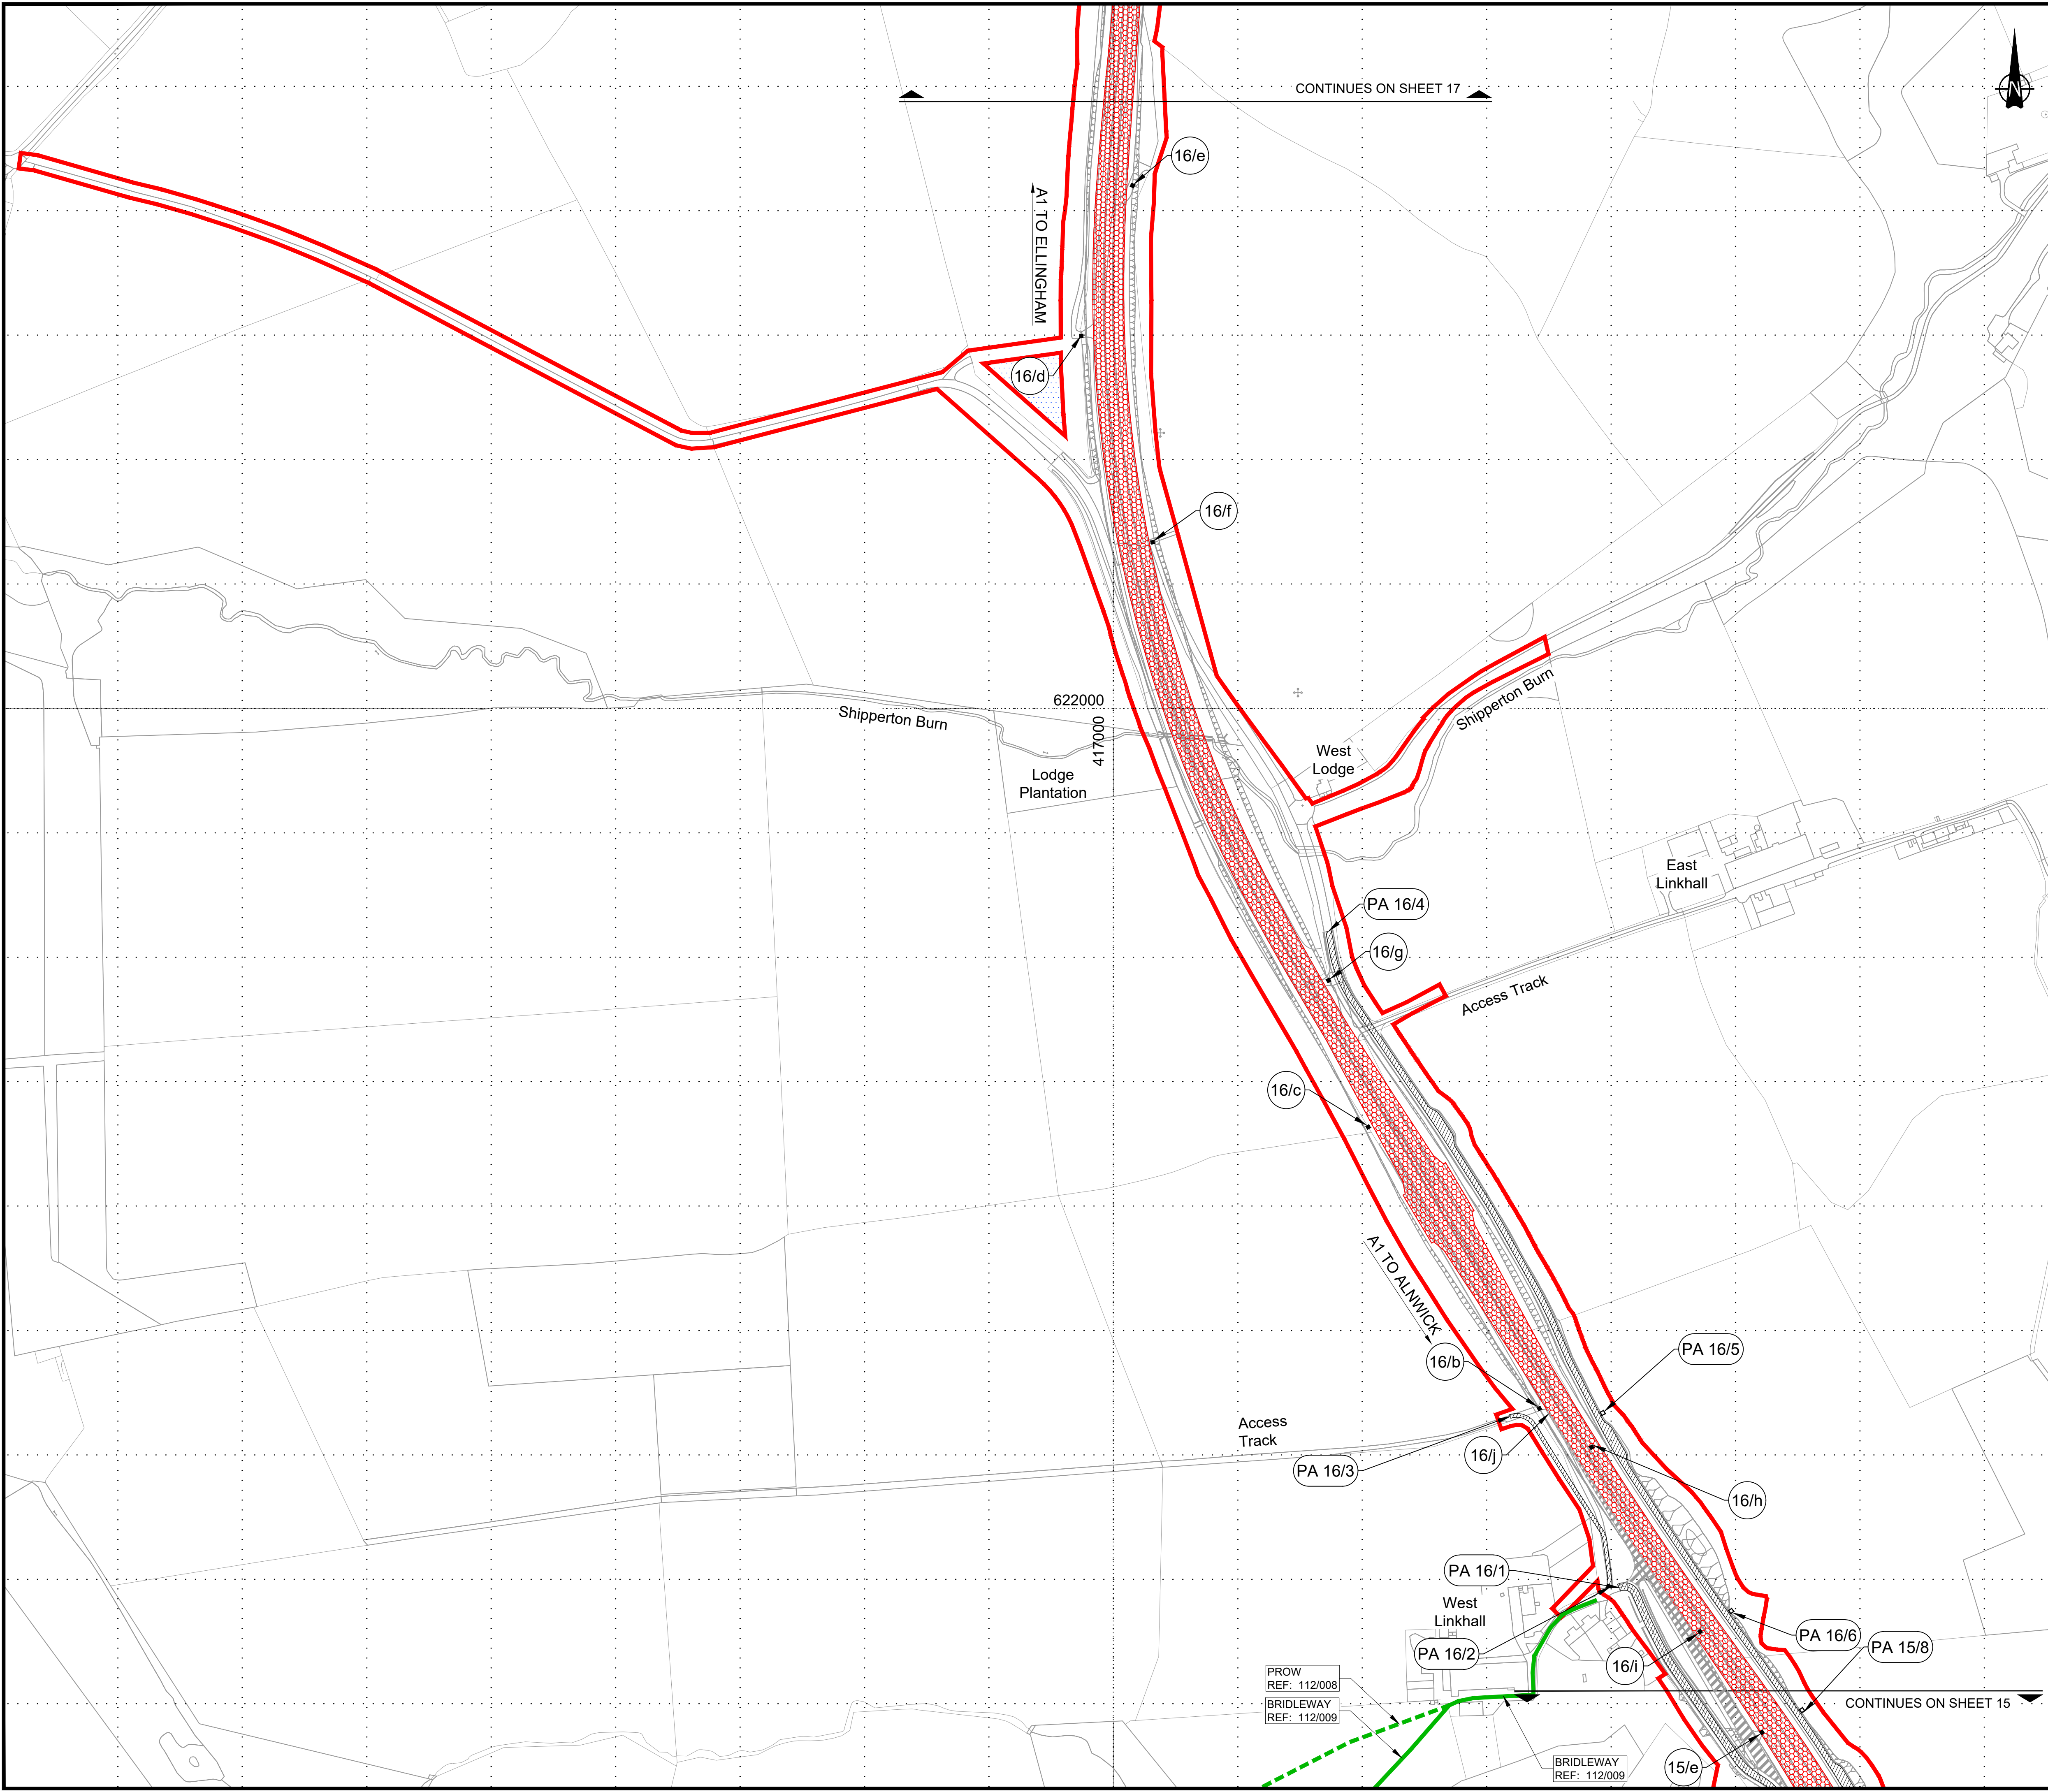 CONTINUES ON SHEET 17
N
16/e
A1 TO ELLINGHAM
16/d
16/f
622000
417000
Shipperton Burn
Shipperton Burn
West
Lodge
Lodge
Plantation
East
Linkhall
PA 16/4
16/g
Access Track
16/c
A1 TO ALNWICK
PA 16/5
16/b
Access
Track
16/j
PA 16/3
16/h
PA 16/1
West
Linkhall
PA 16/2
PA 16/6
16/i
PA 15/8
PROW
REF: 112/008
BRIDLEWAY
REF: 112/009
CONTINUES ON SHEET 15
BRIDLEWAY
REF: 112/009
15/e